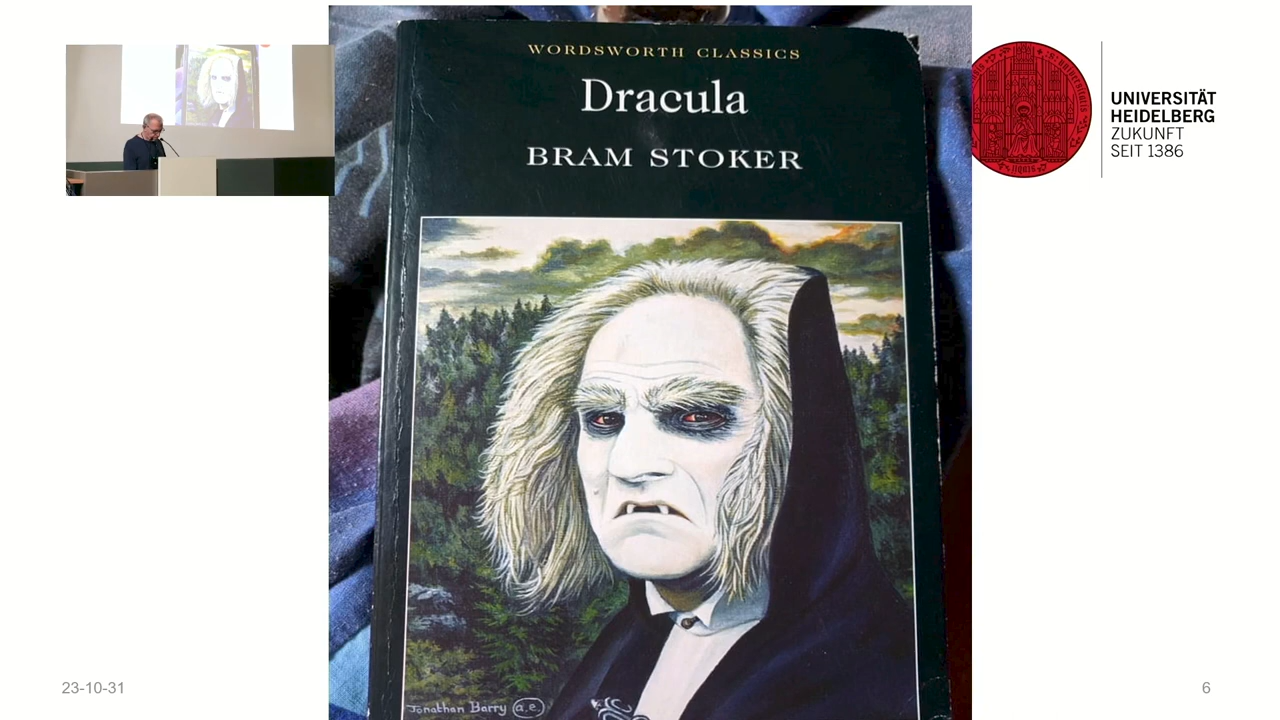 WORDSWORTH CLASSICS
Dracula
BRAM STOKER
Jonathan Barry a.e.
UNIVERSITÄT
HEIDELBERG
ZUKUNFT
SEIT 1386
23-10-31
6